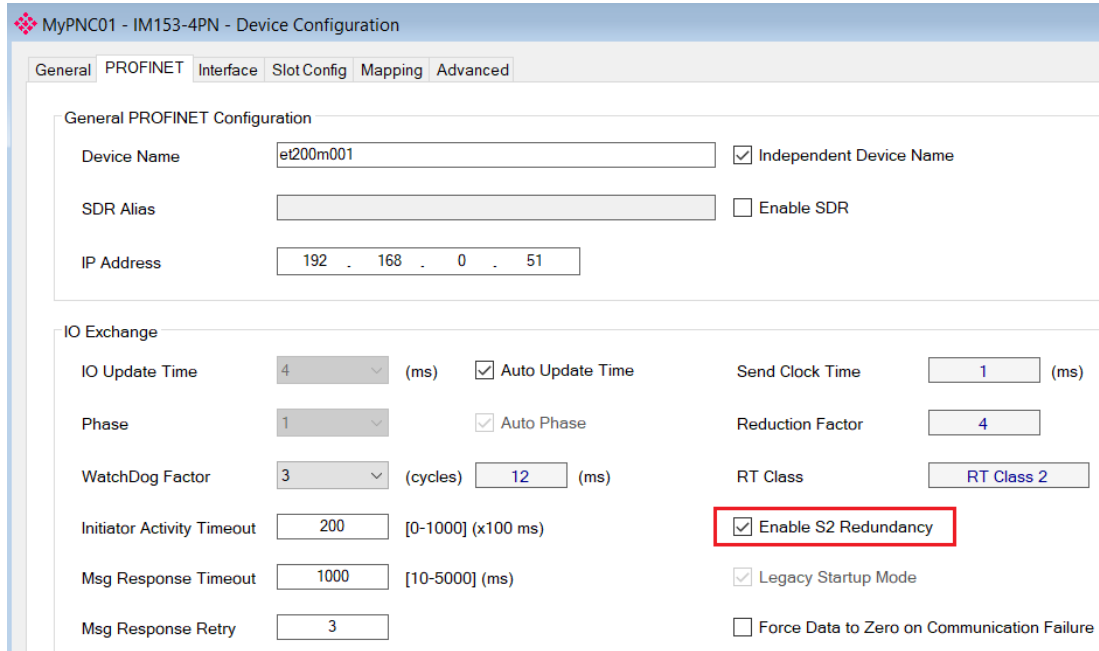 MyPNC01 - IM153-4PN - Device Configuration
General PROFINET Interface Slot Config Mapping Advanced
General PROFINET Configuration
Device Name et200m001 Independent Device Name
SDR Alias Enable SDR
IP Address 192 . 168 . 0 . 51
IO Exchange
IO Update Time 4 (ms) Auto Update Time Send Clock Time 1 (ms)
Phase 1 Auto Phase Reduction Factor 4
WatchDog Factor 3 (cycles) 12 (ms) RT Class RT Class 2
Initiator Activity Timeout 200 [0-1000] (x100 ms) Enable S2 Redundancy
Msg Response Timeout 1000 [10-5000] (ms) Legacy Startup Mode
Msg Response Retry 3 Force Data to Zero on Communication Failure